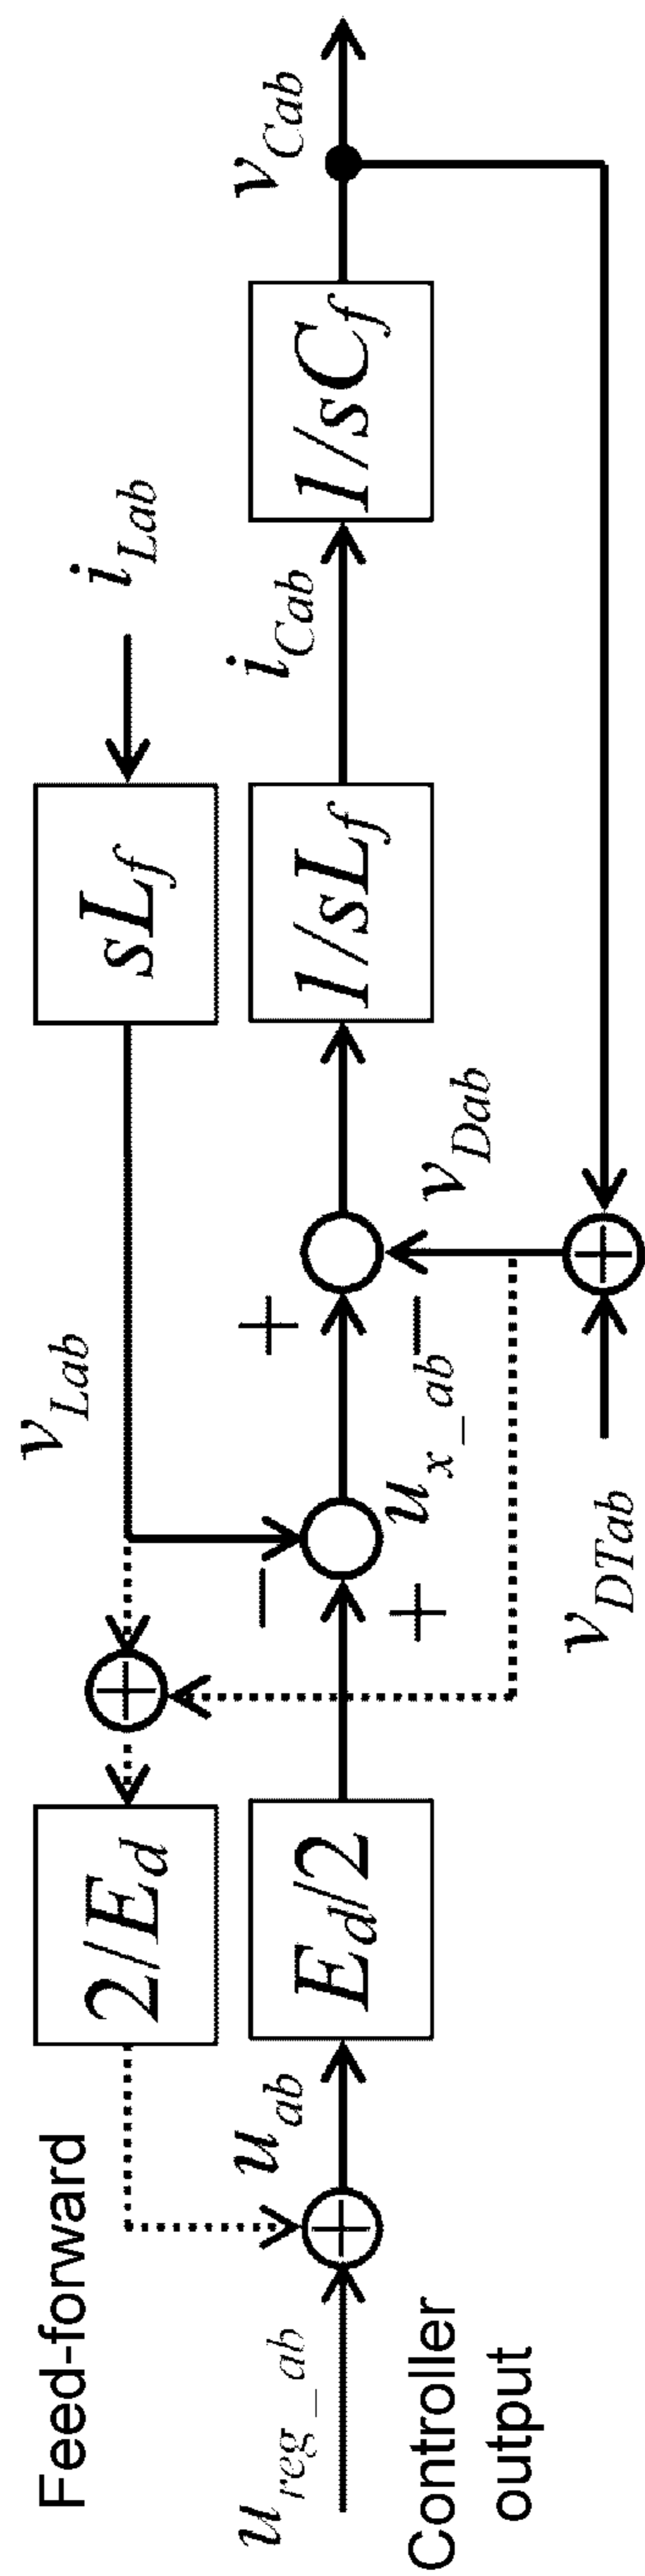 Feed-forward
2/E_d
v_Lab
sL_f
i_Lab
u_reg_ab
u_ab
E_d/2
+
−
u_x_ab
+
−
v_Dab
1/sL_f
i_Cab
1/sC_f
v_Cab
Controller
output
v_DTab